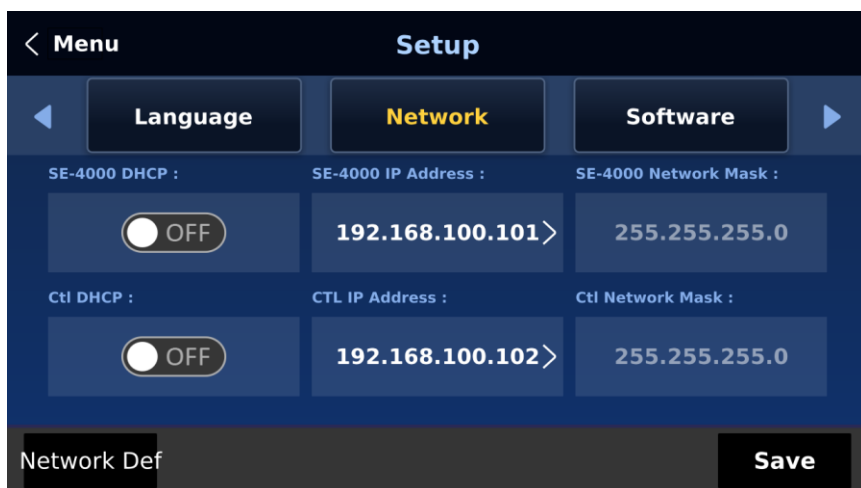 Menu
Setup
Language
Network
Software
SE-4000 DHCP :
SE-4000 IP Address :
SE-4000 Network Mask :
OFF
192.168.100.101
255.255.255.0
Ctl DHCP :
CTL IP Address :
Ctl Network Mask :
OFF
192.168.100.102
255.255.255.0
Network Def
Save